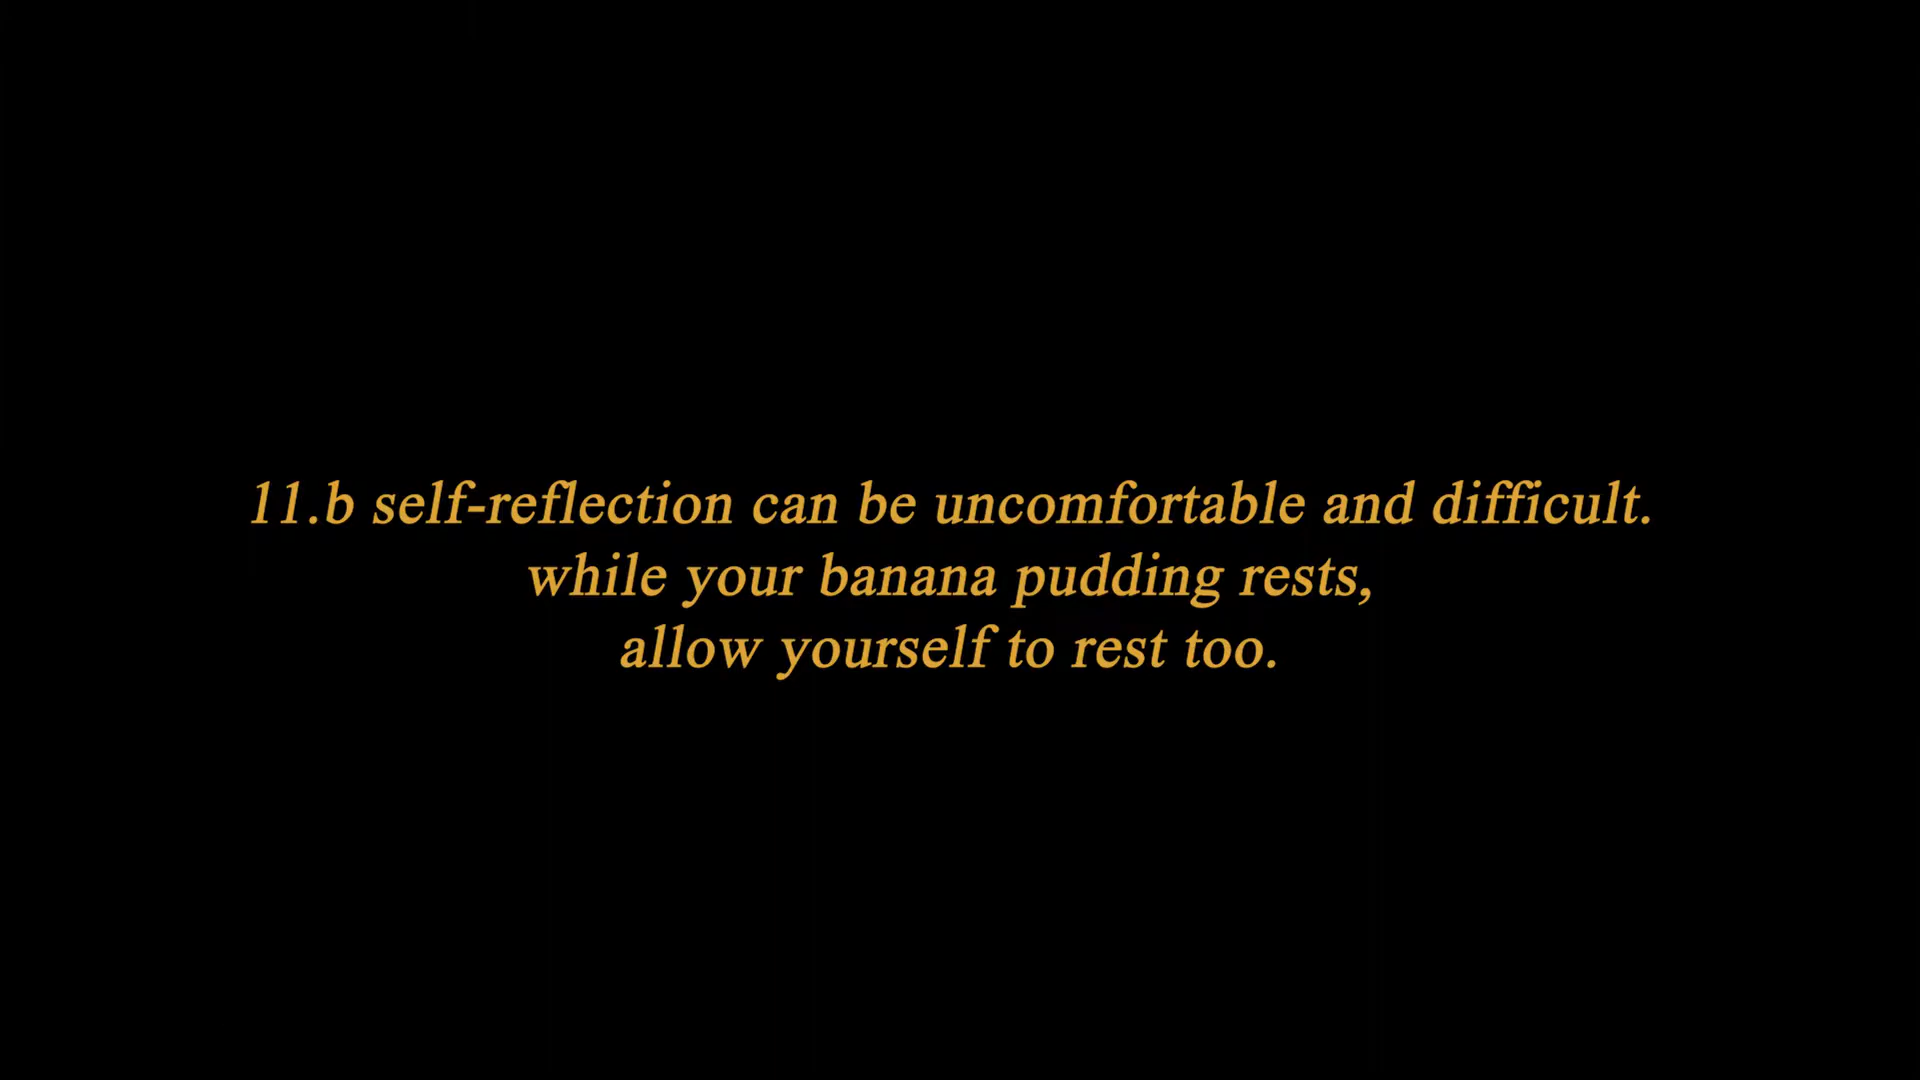 11.b self-reflection can be uncomfortable and difficult.
while your banana pudding rests,
allow yourself to rest too.